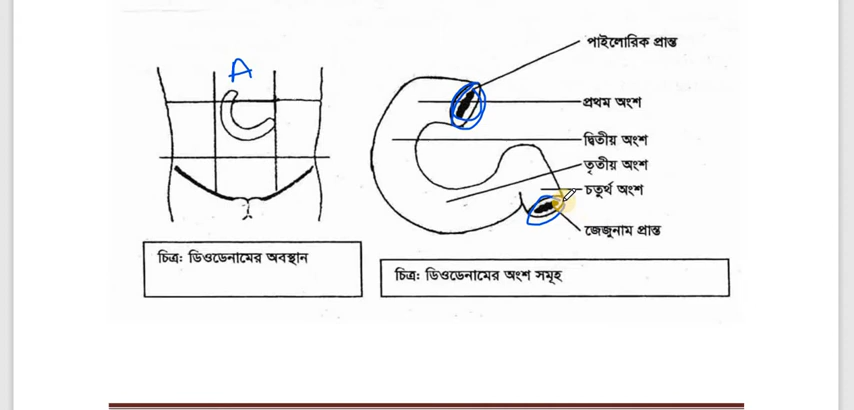 A
পাইলোরিক প্রান্ত
প্রথম অংশ
দ্বিতীয় অংশ
তৃতীয় অংশ
চতুর্থ অংশ
জেজুনাম প্রান্ত
চিত্র: ডিওডেনামের অবস্থান
চিত্র: ডিওডেনামের অংশ সমূহ